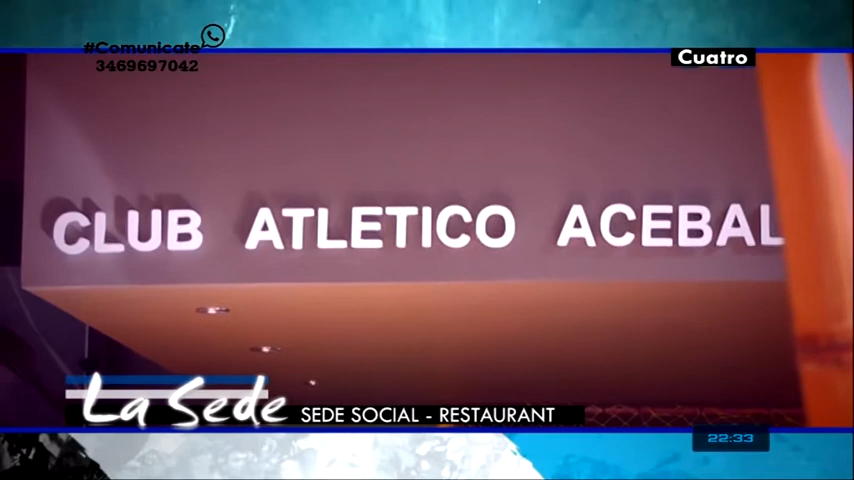 #Comunicate
3469697042
Cuatro
CLUB ATLETICO ACEBAL
La Sede
SEDE SOCIAL - RESTAURANT
22:33